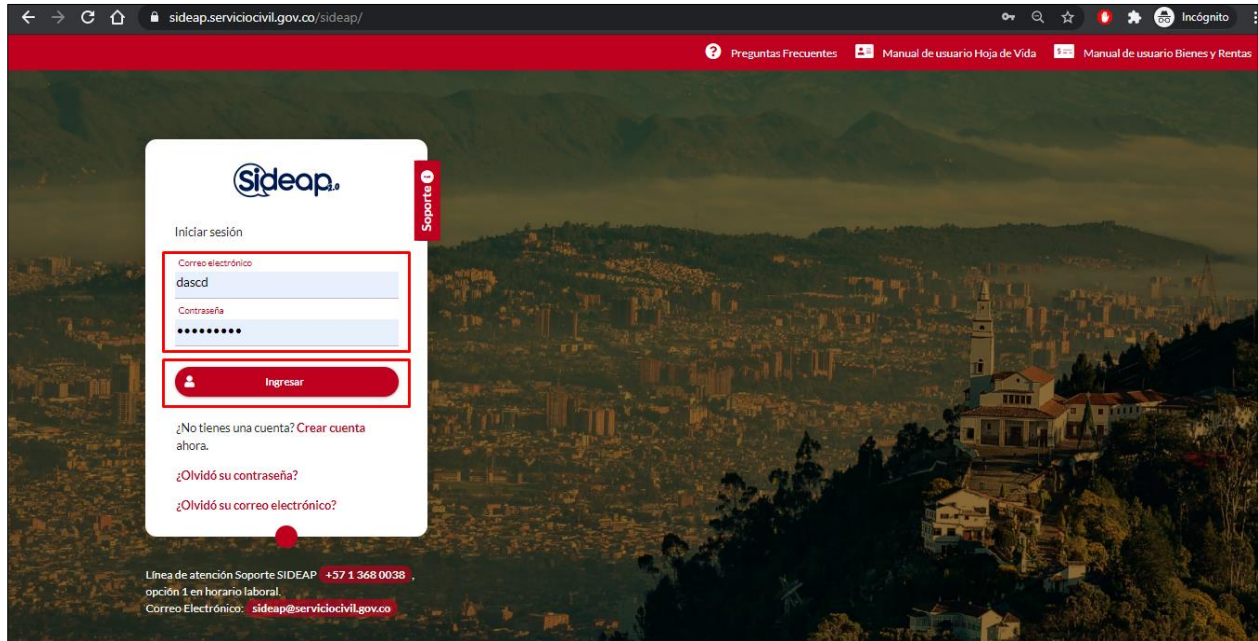 sideap.serviciocivil.gov.co/sideap/
Incógnito
Preguntas Frecuentes
Manual de usuario Hoja de Vida
Manual de usuario Bienes y Rentas
Sideap2.0
Soporte
Iniciar sesión
Correo electrónico
dascd
Contraseña
•••••••••
Ingresar
¿No tienes una cuenta? Crear cuenta
ahora.
¿Olvidó su contraseña?
¿Olvidó su correo electrónico?
Línea de atención Soporte SIDEAP +57 1 368 0038 ,
opción 1 en horario laboral.
Correo Electrónico: sideap@serviciocivil.gov.co